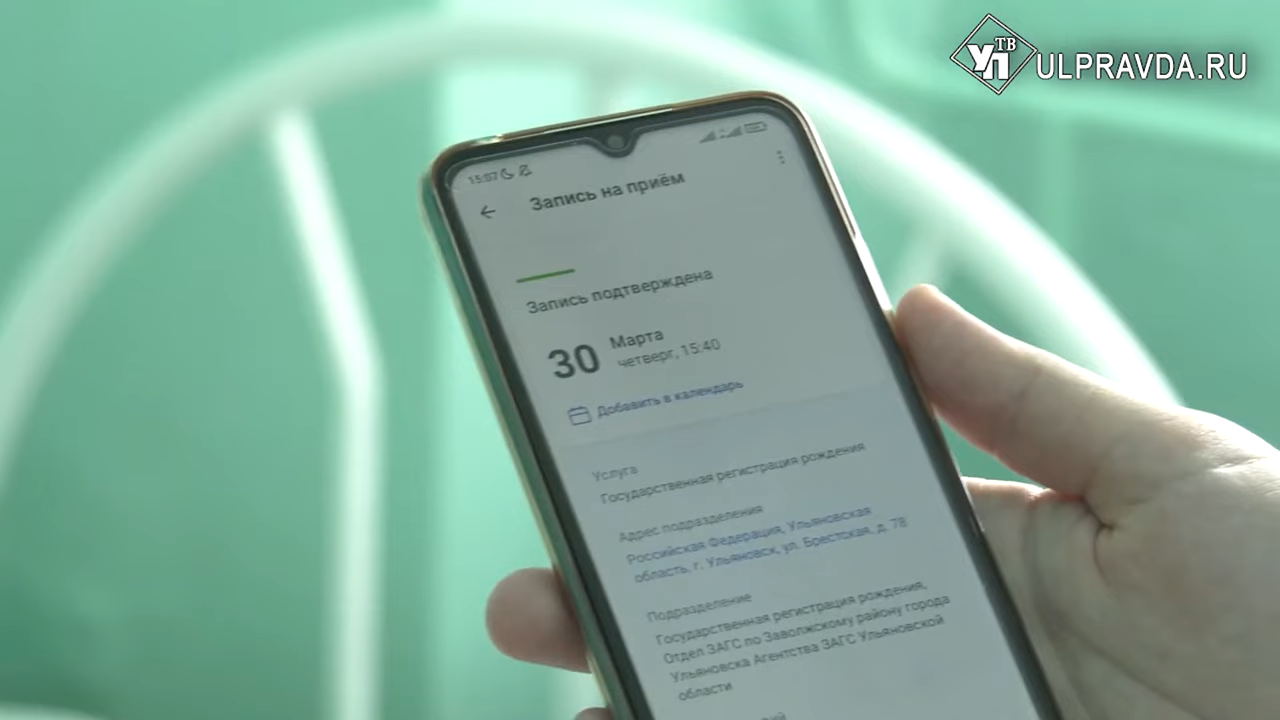 УП ТВ
ULPRAVDA.RU
15:07
Запись на приём
Запись подтверждена
30
Марта
четверг, 15:40
Добавить в календарь
Услуга
Государственная регистрация рождения
Адрес подразделения
Российская Федерация, Ульяновская
область, г. Ульяновск, ул. Брестская, д. 78
Подразделение
Государственная регистрация рождения,
Отдел ЗАГС по Заволжскому району города
Ульяновска Агентства ЗАГС Ульяновской
области